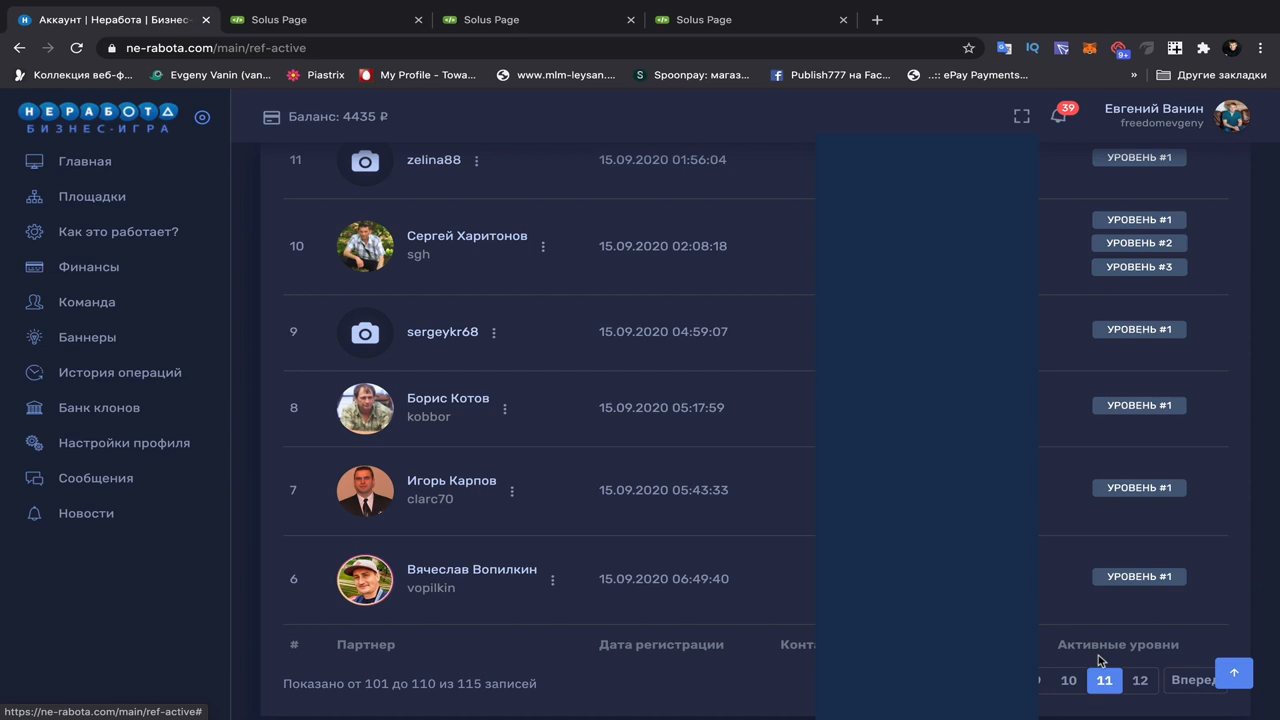 Аккаунт | Неработа | Бизнес-
Solus Page
Solus Page
Solus Page
ne-rabota.com/main/ref-active
9+
Коллекция веб-ф...
Evgeny Vanin (van...
Piastrix
My Profile - Towa...
www.mlm-leysan...
Spoonpay: магаз...
Publish777 на Fac...
..:: ePay Payments...
»
Другие закладки
НЕРАБОТА
БИЗНЕС-ИГРА
Баланс: 4435 ₽
39
Евгений Ванин
freedomevgeny
Главная
Площадки
Как это работает?
Финансы
Команда
Баннеры
История операций
Банк клонов
Настройки профиля
Сообщения
Новости
11 zelina88 15.09.2020 01:56:04 УРОВЕНЬ #1
10 Сергей Харитонов 15.09.2020 02:08:18 УРОВЕНЬ #1
sgh УРОВЕНЬ #2
УРОВЕНЬ #3
9 sergeykr68 15.09.2020 04:59:07 УРОВЕНЬ #1
8 Борис Котов 15.09.2020 05:17:59 УРОВЕНЬ #1
kobbor
7 Игорь Карпов 15.09.2020 05:43:33 УРОВЕНЬ #1
clarc70
6 Вячеслав Вопилкин 15.09.2020 06:49:40 УРОВЕНЬ #1
vopilkin
# Партнер Дата регистрации Конта Активные уровни
Показано от 101 до 110 из 115 записей
10 11 12 Вперед
https://ne-rabota.com/main/ref-active#